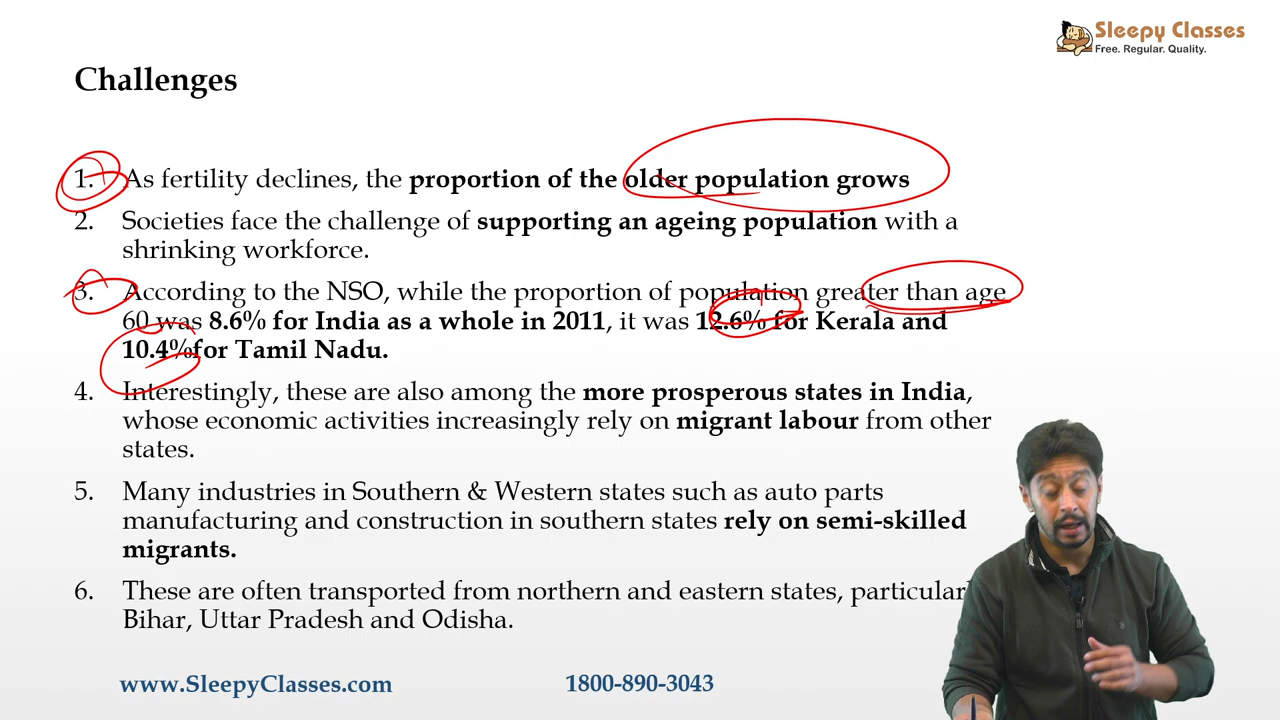 Sleepy Classes
Free. Regular. Quality.
Challenges
1. As fertility declines, the proportion of the older population grows
2. Societies face the challenge of supporting an ageing population with a
shrinking workforce.
3. According to the NSO, while the proportion of population greater than age
60 was 8.6% for India as a whole in 2011, it was 12.6% for Kerala and
10.4%for Tamil Nadu.
4. Interestingly, these are also among the more prosperous states in India,
whose economic activities increasingly rely on migrant labour from other
states.
5. Many industries in Southern & Western states such as auto parts
manufacturing and construction in southern states rely on semi-skilled
migrants.
6. These are often transported from northern and eastern states, particular
Bihar, Uttar Pradesh and Odisha.
www.SleepyClasses.com
1800-890-3043